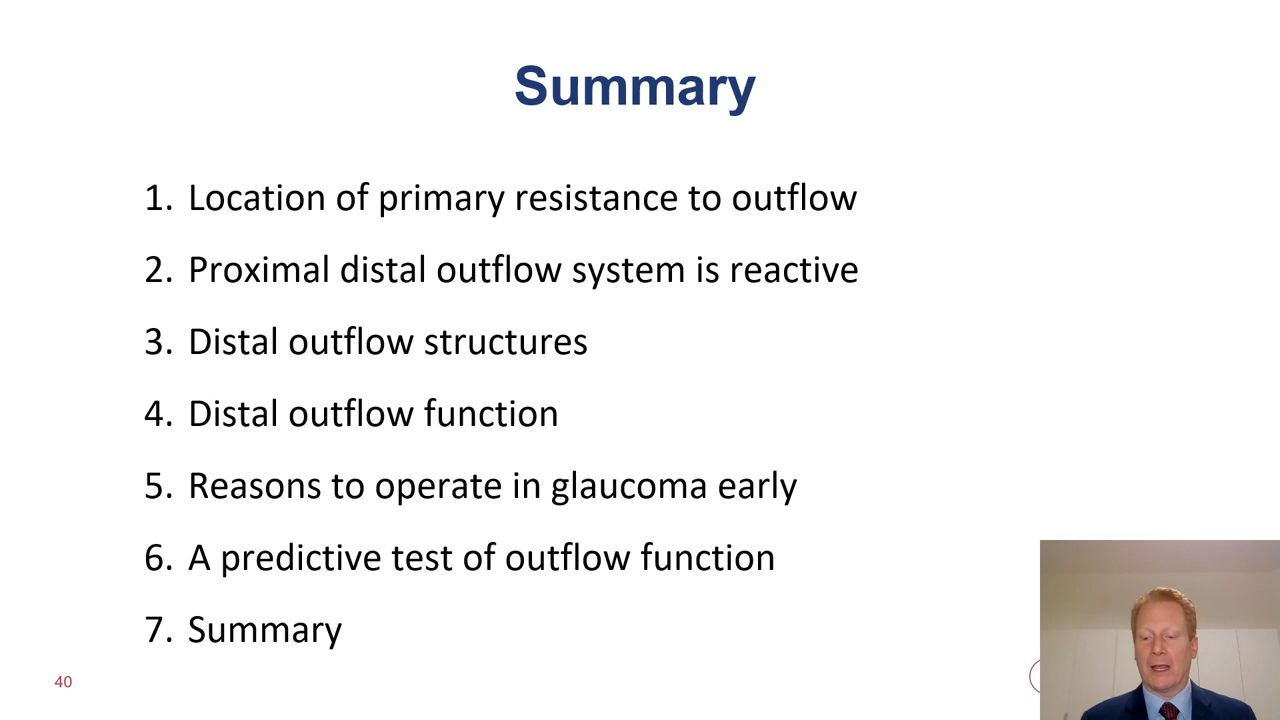 Summary
1. Location of primary resistance to outflow
2. Proximal distal outflow system is reactive
3. Distal outflow structures
4. Distal outflow function
5. Reasons to operate in glaucoma early
6. A predictive test of outflow function
7. Summary
40